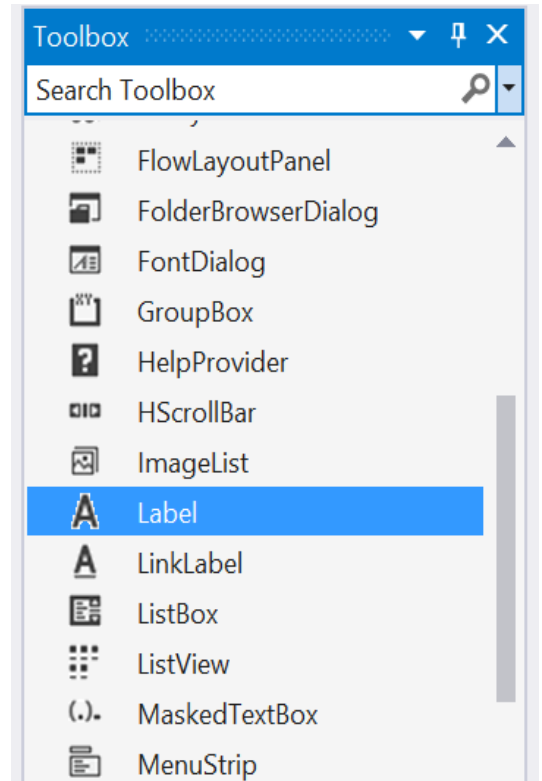 Toolbox
Search Toolbox
FlowLayoutPanel
FolderBrowserDialog
FontDialog
GroupBox
HelpProvider
HScrollBar
ImageList
Label
LinkLabel
ListBox
ListView
MaskedTextBox
MenuStrip